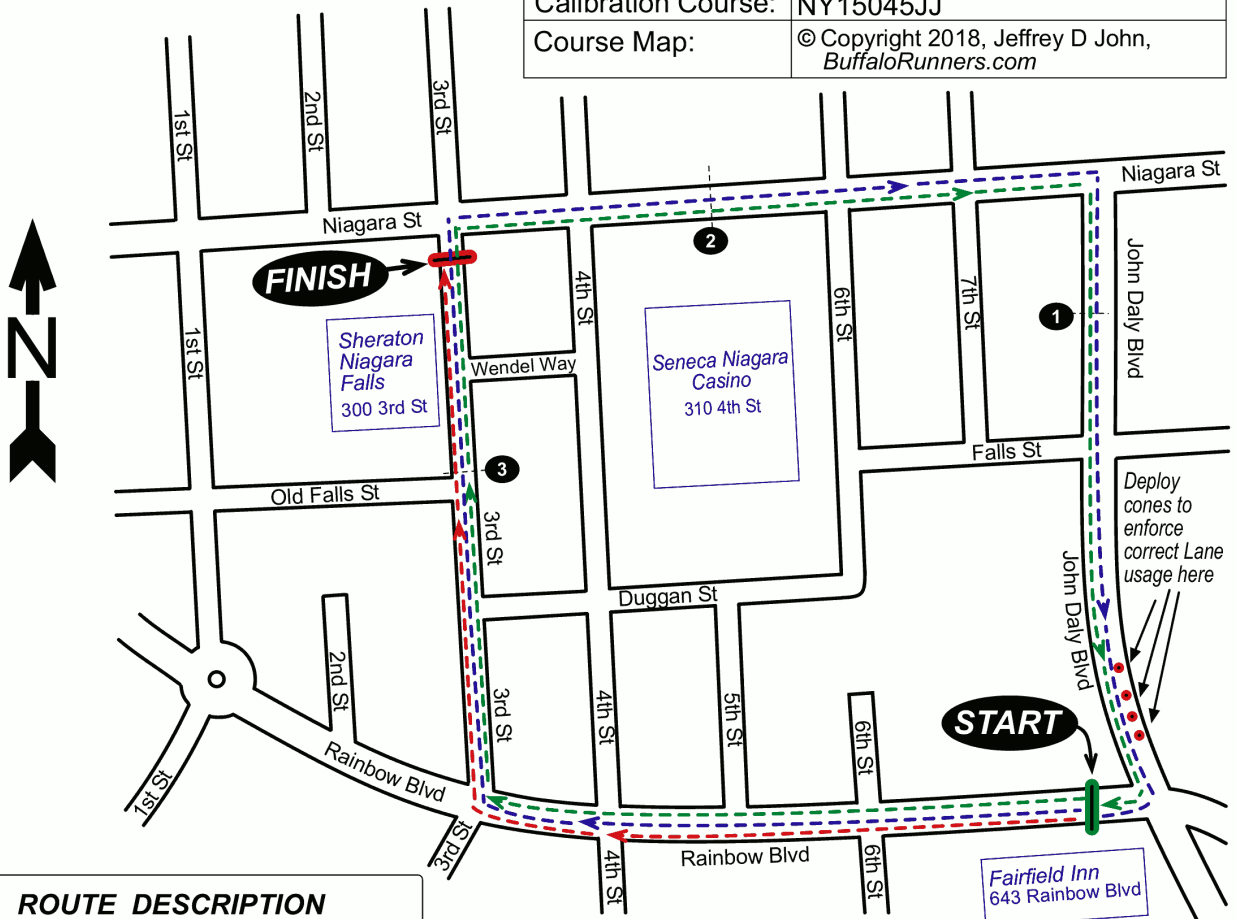 Calibration Course: NY15045JJ
Course Map: © Copyright 2018, Jeffrey D John,
BuffaloRunners.com
1st St
2nd St
3rd St
Niagara St
Niagara St
FINISH
2
1
John Daly Blvd
1st St
Sheraton
Niagara
Falls
300 3rd St
4th St
Wendel Way
Seneca Niagara
Casino
310 4th St
6th St
7th St
N
Old Falls St
3
3rd St
Falls St
Deploy
cones to
enforce
correct Lane
usage here
John Daly Blvd
Duggan St
2nd St
3rd St
4th St
5th St
6th St
START
1st St
Rainbow Blvd
3rd St
4th St
Rainbow Blvd
6th St
Fairfield Inn
643 Rainbow Blvd
ROUTE DESCRIPTION